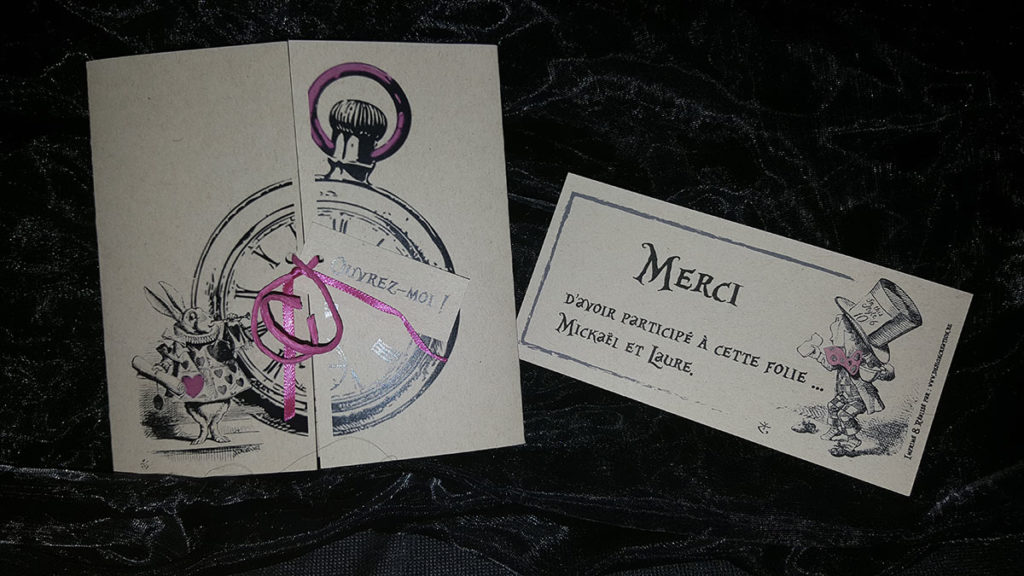 Ouvrez-moi !
Merci
d'avoir participé à cette folie ...
Mickaël et Laure.